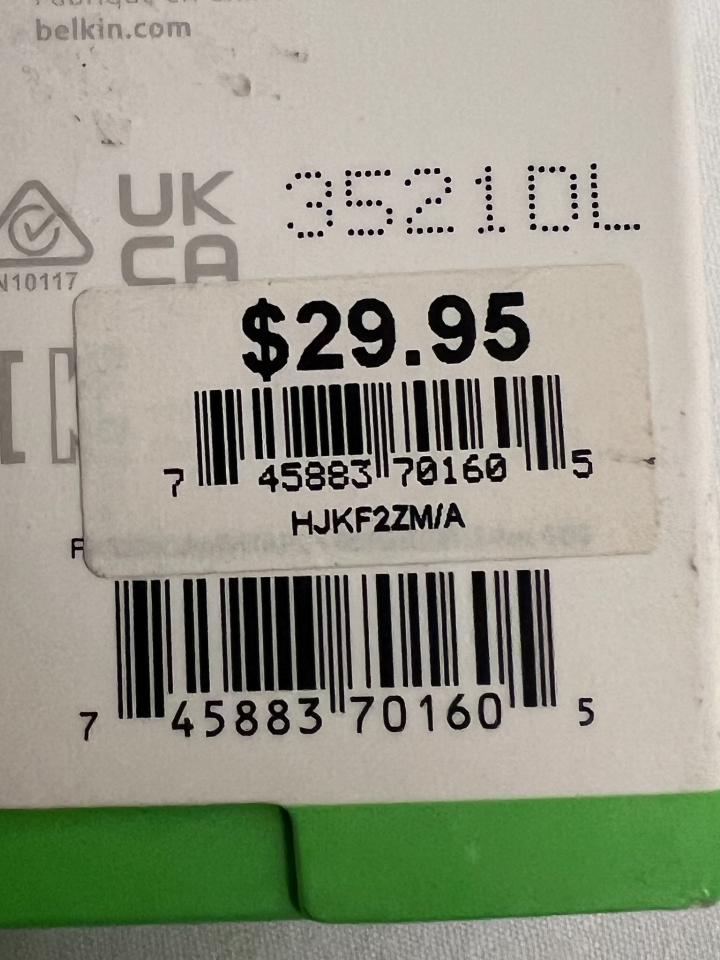 belkin.com
UK
CA
3521DL
N10117
$29.95
7 45883 70160 5
HJKF2ZM/A
7 45883 70160 5